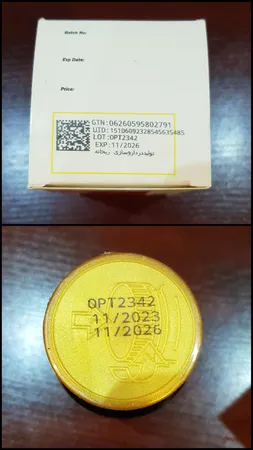 Batch No:
Exp Date:
Price:
GTN: 06260595802791
UID: 15106092328545635485
LOT: OPT2342
EXP: 11/2026
تولید: داروسازی ریحانه
OPT2342
11/2023
11/2026